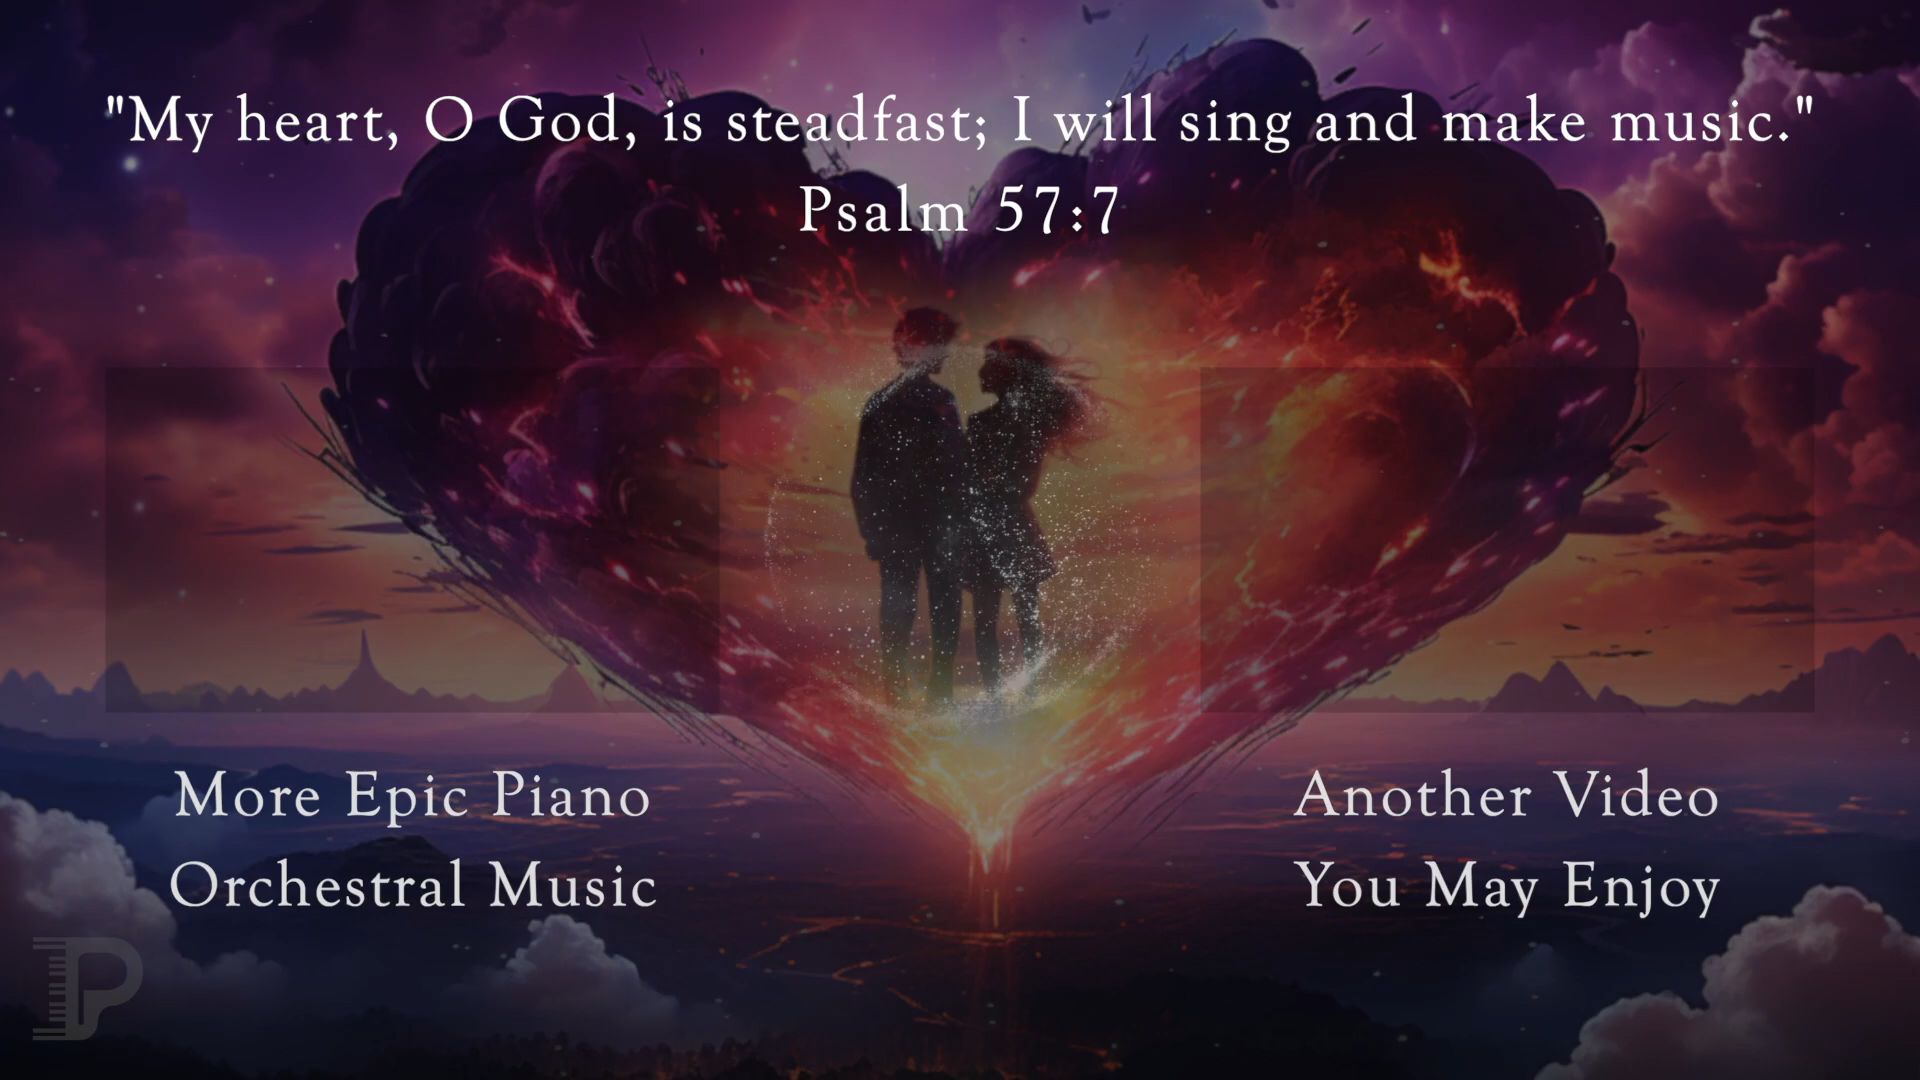 "My heart, O God, is steadfast; I will sing and make music."
Psalm 57:7
More Epic Piano
Orchestral Music
Another Video
You May Enjoy